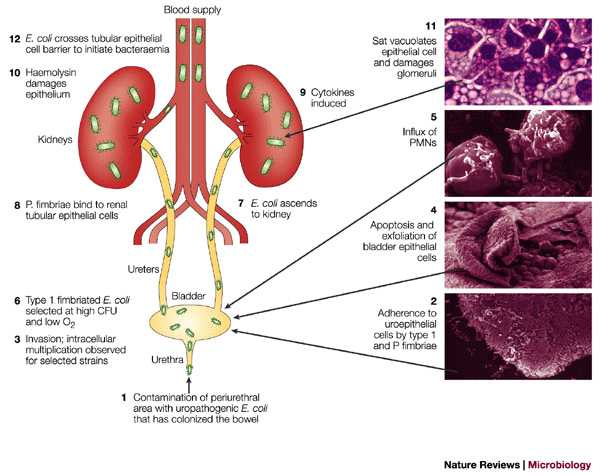 Blood supply
12 E. coli crosses tubular epithelial
cell barrier to initiate bacteraemia
10 Haemolysin
damages
epithelium
9 Cytokines
induced
Kidneys
8 P. fimbriae bind to renal
tubular epithelial cells
7 E. coli ascends
to kidney
Ureters
6 Type 1 fimbriated E. coli
selected at high CFU
and low O2
Bladder
3 Invasion; intracellular
multiplication observed
for selected strains
Urethra
1 Contamination of periurethral
area with uropathogenic E. coli
that has colonized the bowel
11
Sat vacuolates
epithelial cell
and damages
glomeruli
5
Influx of
PMNs
4
Apoptosis and
exfoliation of
bladder epithelial
cells
2
Adherence to
uroepithelial
cells by type 1
and P fimbriae
Nature Reviews | Microbiology